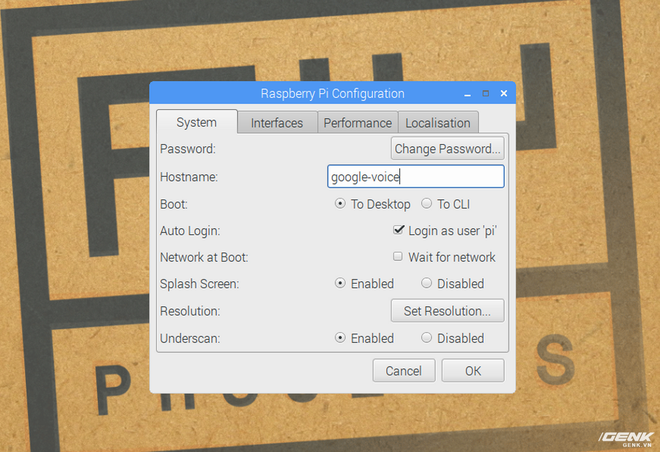 Raspberry Pi Configuration
System Interfaces Performance Localisation
Password: Change Password...
Hostname: google-voice
Boot: To Desktop To CLI
Auto Login: Login as user 'pi'
Network at Boot: Wait for network
Splash Screen: Enabled Disabled
Resolution: Set Resolution...
Underscan: Enabled Disabled
Cancel OK
GENK
GENK.VN